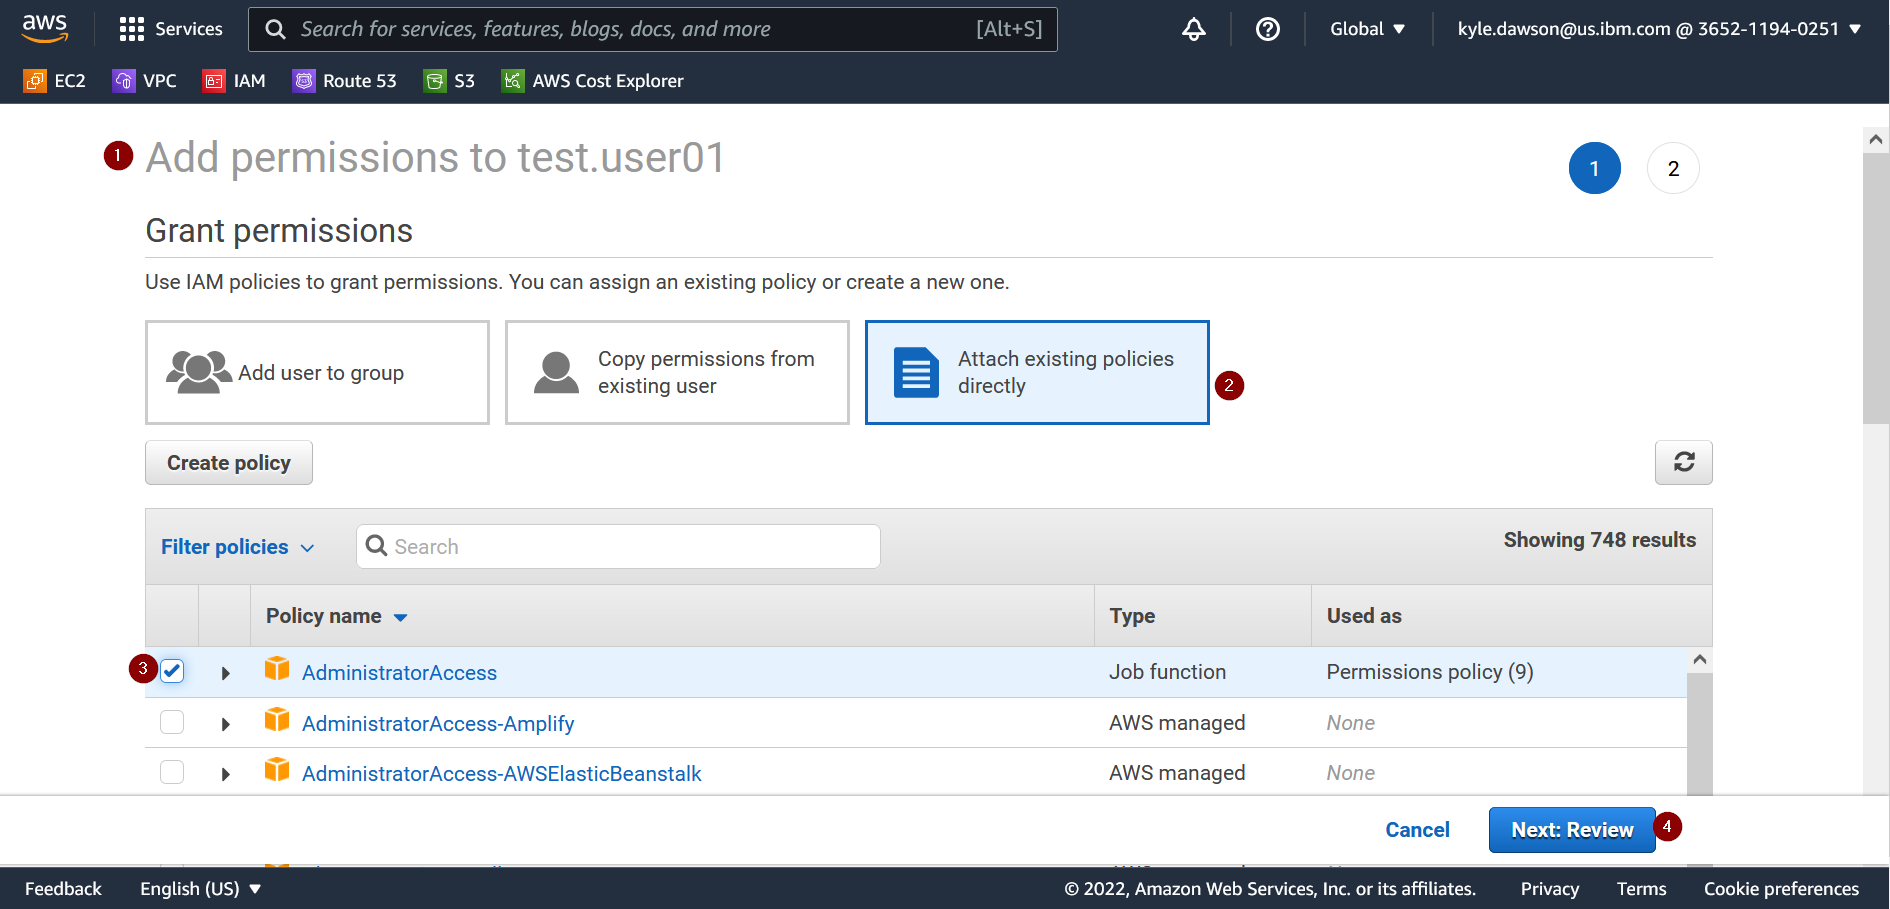 aws Services Search for services, features, blogs, docs, and more [Alt+S] Global kyle.dawson@us.ibm.com @ 3652-1194-0251
EC2 VPC IAM Route 53 S3 AWS Cost Explorer
1 Add permissions to test.user01 1 2
Grant permissions
Use IAM policies to grant permissions. You can assign an existing policy or create a new one.
Add user to group
Copy permissions from
existing user
Attach existing policies
directly
2
Create policy
Filter policies Search Showing 748 results
Policy name Type Used as
3 AdministratorAccess Job function Permissions policy (9)
AdministratorAccess-Amplify AWS managed None
AdministratorAccess-AWSElasticBeanstalk AWS managed None
Cancel Next: Review 4
Feedback English (US) © 2022, Amazon Web Services, Inc. or its affiliates. Privacy Terms Cookie preferences